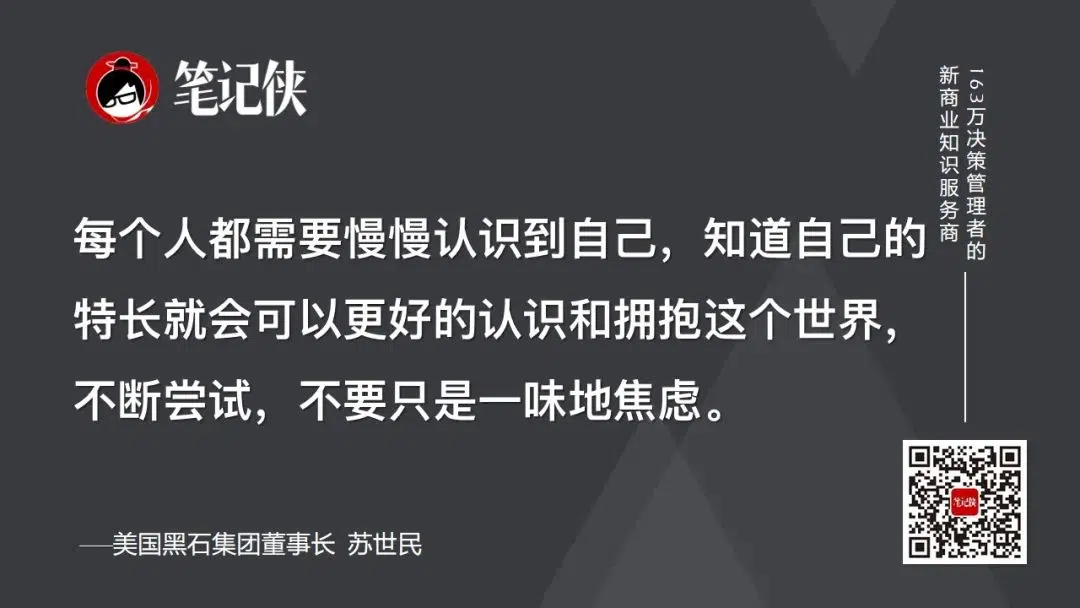 笔记侠
163万决策管理者的
新商业知识服务商
每个人都需要慢慢认识到自己，知道自己的
特长就会可以更好的认识和拥抱这个世界，
不断尝试，不要只是一味地焦虑。
——美国黑石集团董事长 苏世民
笔记侠